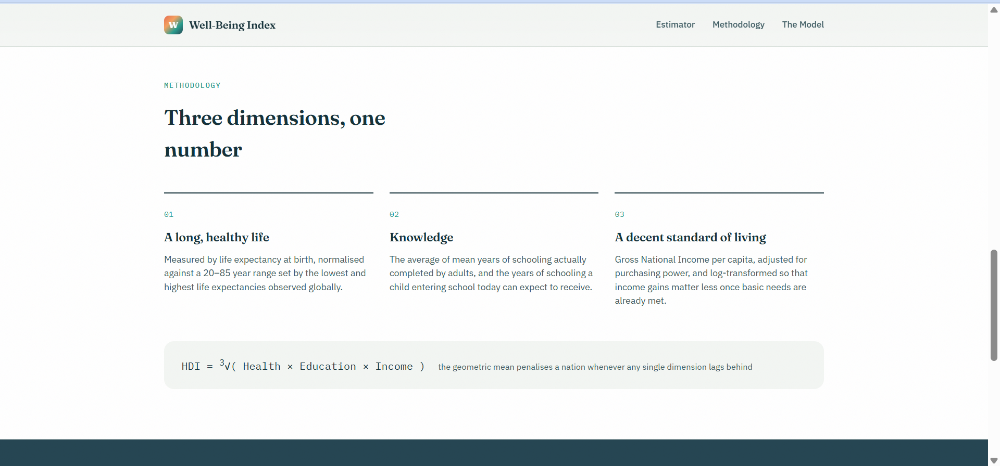 W Well-Being Index Estimator Methodology The Model
METHODOLOGY
Three dimensions, one
number
01
A long, healthy life
Measured by life expectancy at birth, normalised
against a 20–85 year range set by the lowest and
highest life expectancies observed globally.
02
Knowledge
The average of mean years of schooling actually
completed by adults, and the years of schooling a
child entering school today can expect to receive.
03
A decent standard of living
Gross National Income per capita, adjusted for
purchasing power, and log-transformed so that
income gains matter less once basic needs are
already met.
HDI = ³√( Health × Education × Income ) the geometric mean penalises a nation whenever any single dimension lags behind